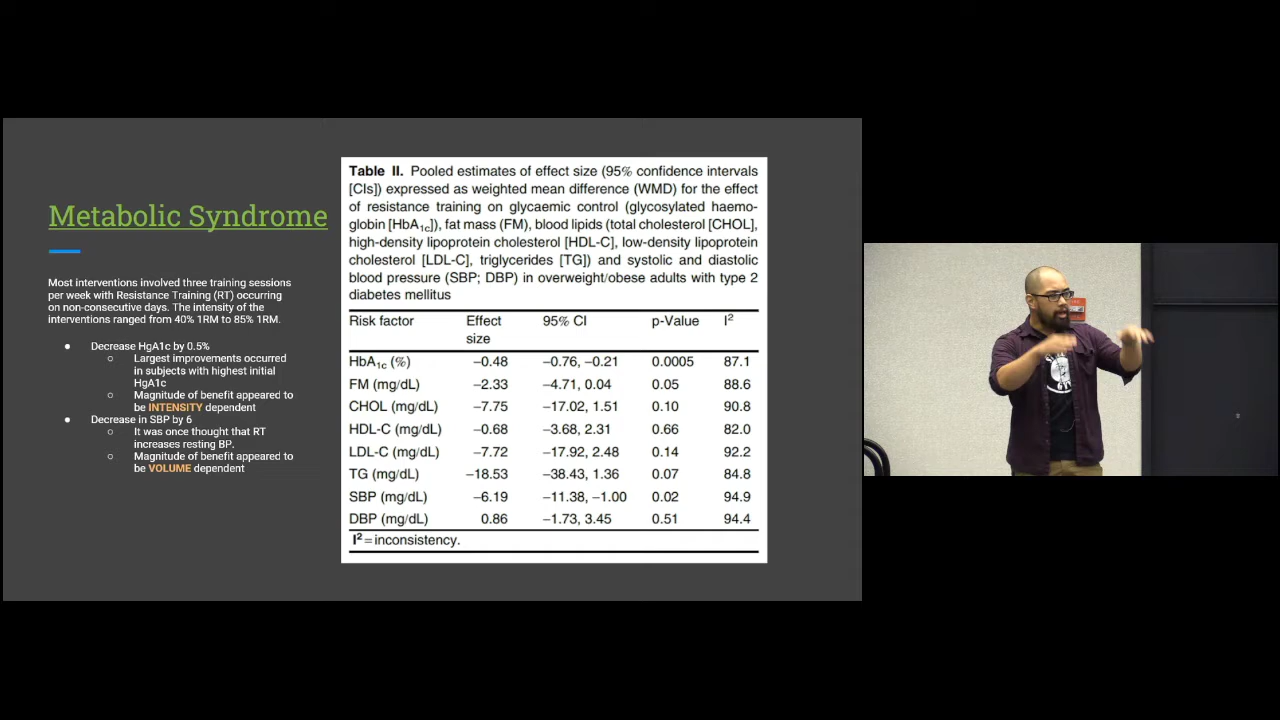 Metabolic Syndrome
Most interventions involved three training sessions
per week with Resistance Training (RT) occurring
on non-consecutive days. The intensity of the
interventions ranged from 40% 1RM to 85% 1RM.
● Decrease HgA1c by 0.5%
○ Largest improvements occurred
in subjects with highest initial
HgA1c
○ Magnitude of benefit appeared to
be INTENSITY dependent
● Decrease in SBP by 6
○ It was once thought that RT
increases resting BP.
○ Magnitude of benefit appeared to
be VOLUME dependent
Table II. Pooled estimates of effect size (95% confidence intervals
[CIs]) expressed as weighted mean difference (WMD) for the effect
of resistance training on glycaemic control (glycosylated haemo-
globin [HbA1c]), fat mass (FM), blood lipids (total cholesterol [CHOL],
high-density lipoprotein cholesterol [HDL-C], low-density lipoprotein
cholesterol [LDL-C], triglycerides [TG]) and systolic and diastolic
blood pressure (SBP; DBP) in overweight/obese adults with type 2
diabetes mellitus
Risk factor Effect size 95% CI p-Value I²
HbA1c (%) −0.48 −0.76, −0.21 0.0005 87.1
FM (mg/dL) −2.33 −4.71, 0.04 0.05 88.6
CHOL (mg/dL) −7.75 −17.02, 1.51 0.10 90.8
HDL-C (mg/dL) −0.68 −3.68, 2.31 0.66 82.0
LDL-C (mg/dL) −7.72 −17.92, 2.48 0.14 92.2
TG (mg/dL) −18.53 −38.43, 1.36 0.07 84.8
SBP (mg/dL) −6.19 −11.38, −1.00 0.02 94.9
DBP (mg/dL) 0.86 −1.73, 3.45 0.51 94.4
I²=inconsistency.